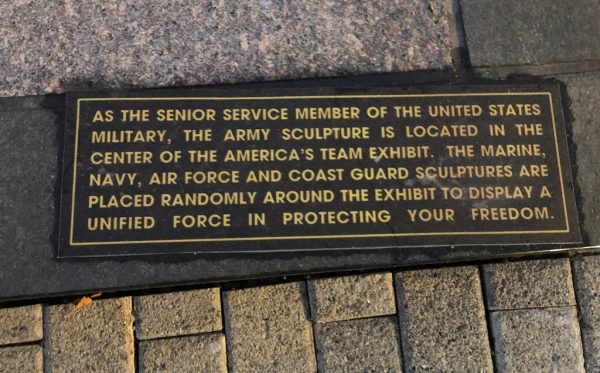 AS THE SENIOR SERVICE MEMBER OF THE UNITED STATES
MILITARY, THE ARMY SCULPTURE IS LOCATED IN THE
CENTER OF THE AMERICA'S TEAM EXHIBIT. THE MARINE,
NAVY, AIR FORCE AND COAST GUARD SCULPTURES ARE
PLACED RANDOMLY AROUND THE EXHIBIT TO DISPLAY A
UNIFIED FORCE IN PROTECTING YOUR FREEDOM.